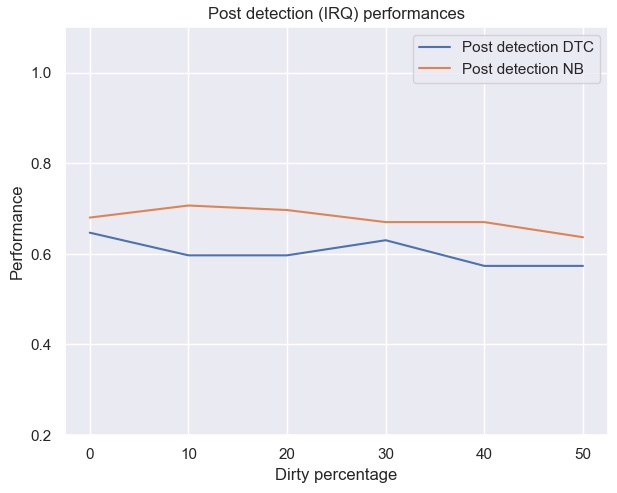 Post detection (IRQ) performances
Post detection DTC
Post detection NB
1.0
0.8
0.6
0.4
0.2
Performance
0 10 20 30 40 50
Dirty percentage